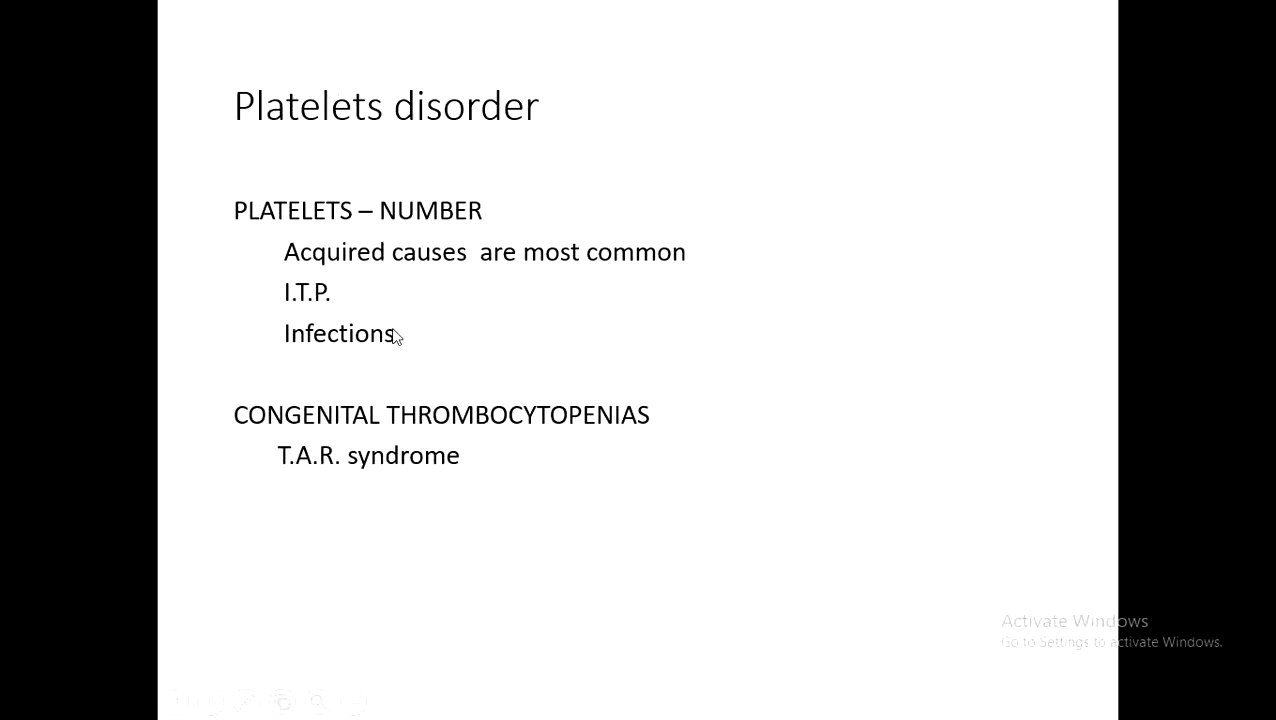 Platelets disorder
PLATELETS – NUMBER
Acquired causes are most common
I.T.P.
Infections
CONGENITAL THROMBOCYTOPENIAS
T.A.R. syndrome
Activate Windows
Go to Settings to activate Windows.